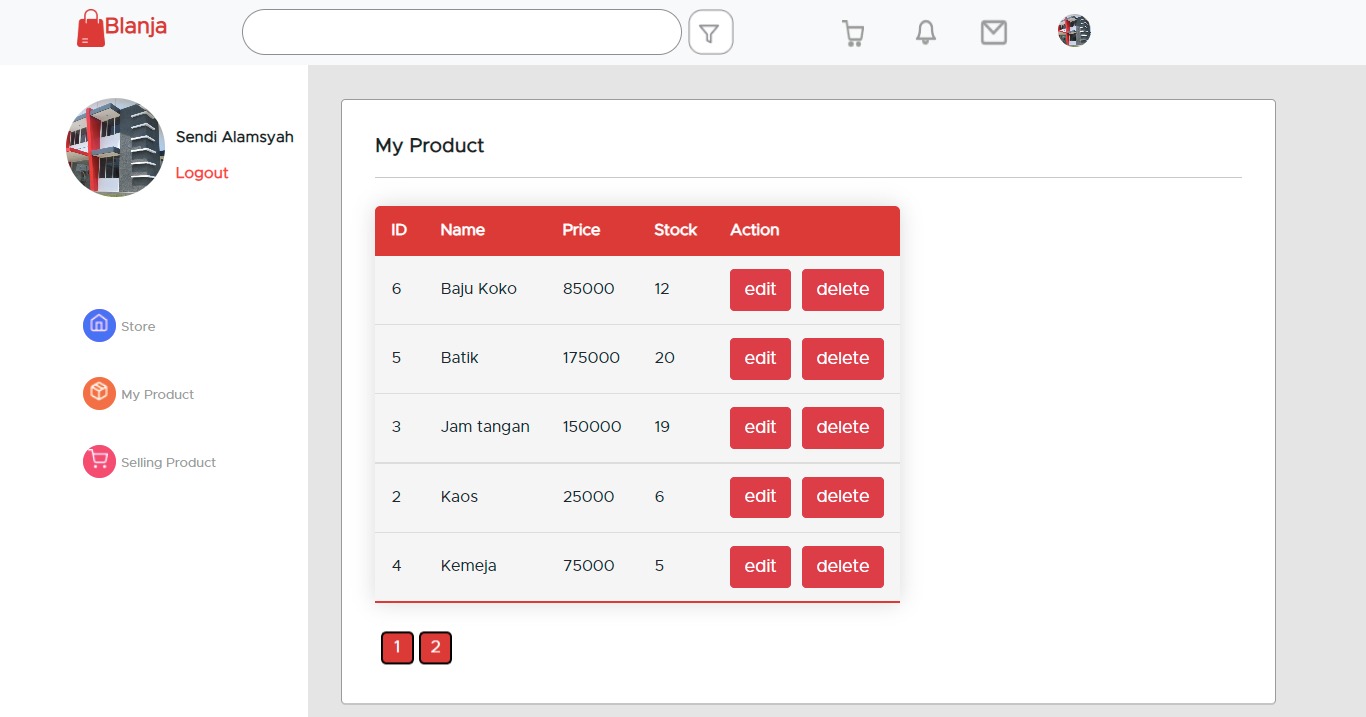 Blanja
Sendi Alamsyah
Logout
Store
My Product
Selling Product
My Product
ID Name Price Stock Action
6 Baju Koko 85000 12 edit delete
5 Batik 175000 20 edit delete
3 Jam tangan 150000 19 edit delete
2 Kaos 25000 6 edit delete
4 Kemeja 75000 5 edit delete
1 2